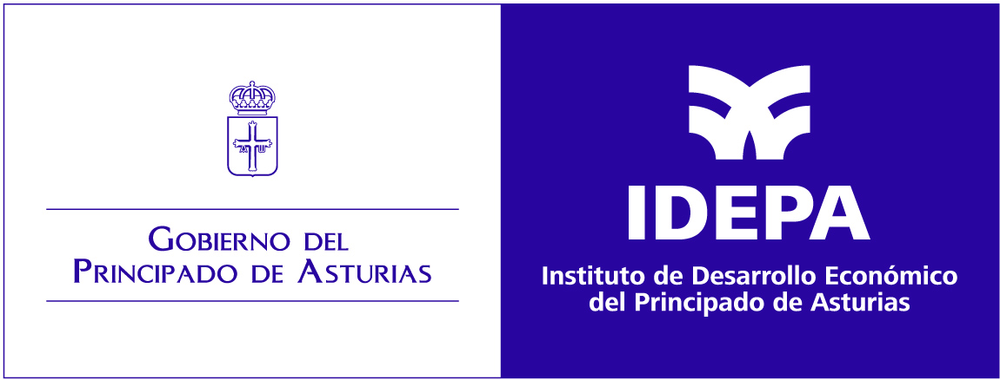 Gobierno del
Principado de Asturias
IDEPA
Instituto de Desarrollo Económico
del Principado de Asturias